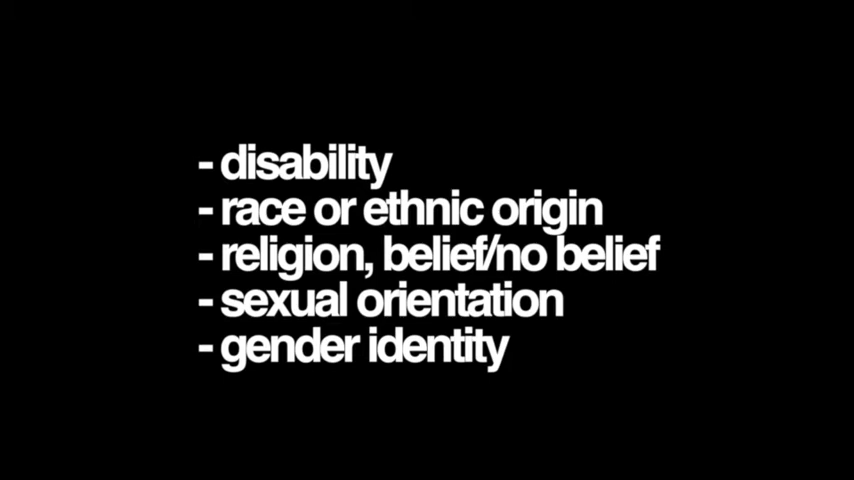 - disability
- race or ethnic origin
- religion, belief/no belief
- sexual orientation
- gender identity